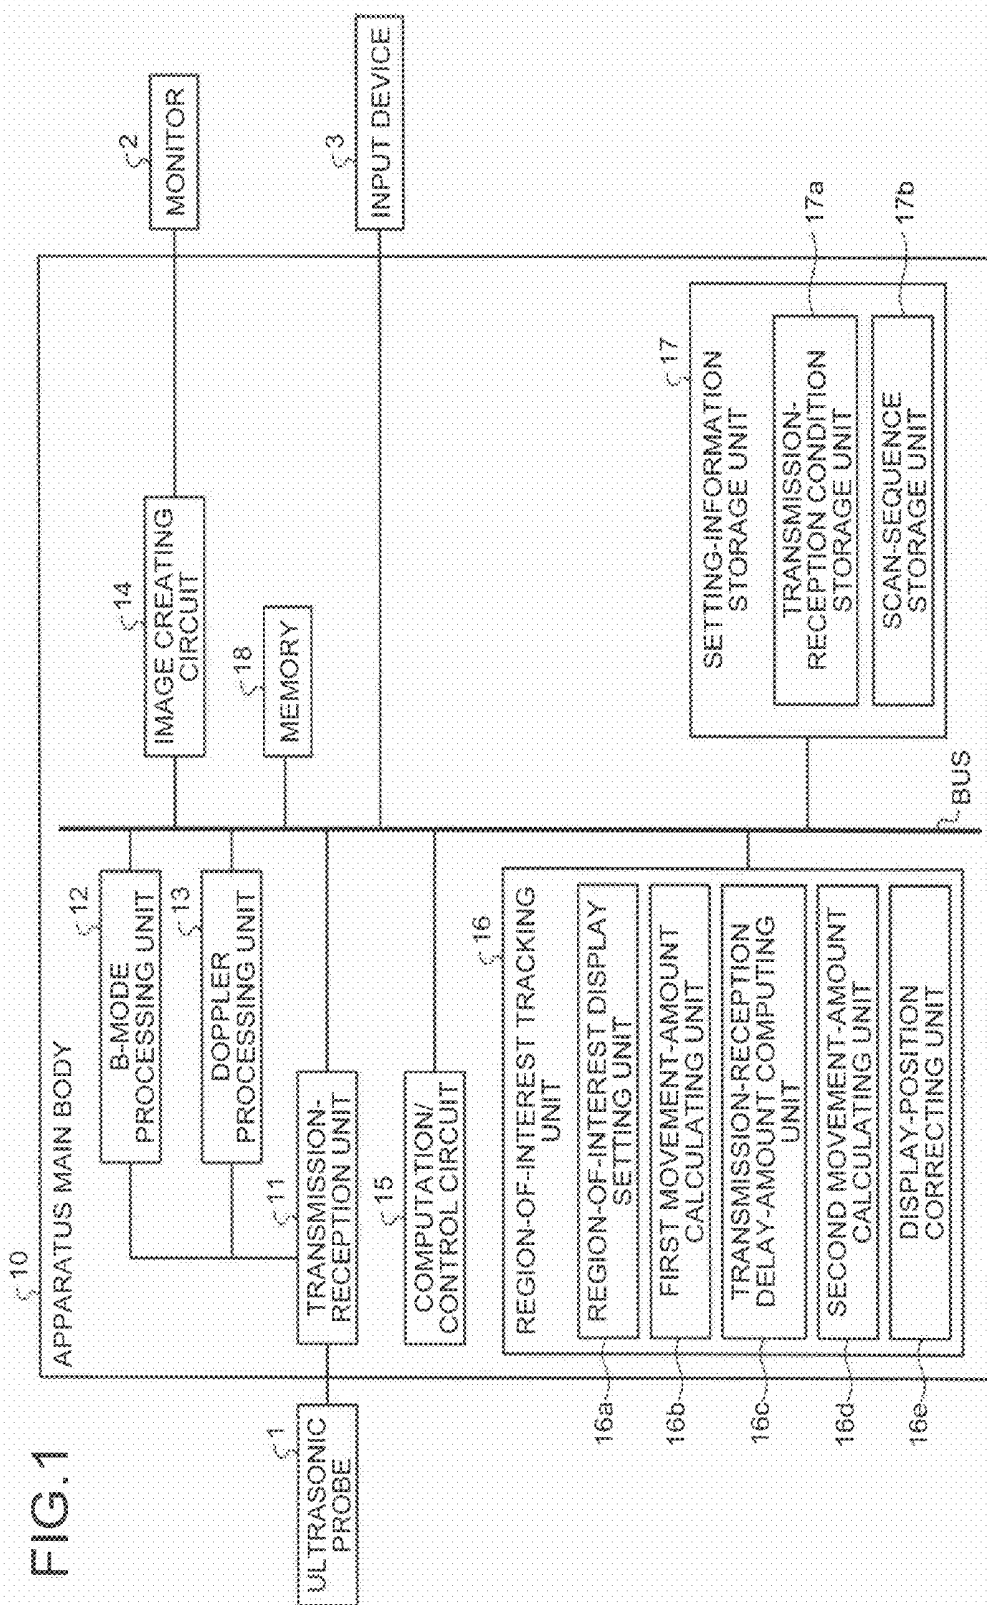 FIG.1
10
APPARATUS MAIN BODY
1
ULTRASONIC
PROBE
11
TRANSMISSION-
RECEPTION UNIT
12
B-MODE
PROCESSING UNIT
13
DOPPLER
PROCESSING UNIT
14
IMAGE CREATING
CIRCUIT
2
MONITOR
18
MEMORY
3
INPUT DEVICE
15
COMPUTATION/
CONTROL CIRCUIT
16
REGION-OF-INTEREST TRACKING
UNIT
16a
REGION-OF-INTEREST DISPLAY
SETTING UNIT
16b
FIRST MOVEMENT-AMOUNT
CALCULATING UNIT
16c
TRANSMISSION-RECEPTION
DELAY-AMOUNT COMPUTING
UNIT
16d
SECOND MOVEMENT-AMOUNT
CALCULATING UNIT
16e
DISPLAY-POSITION
CORRECTING UNIT
BUS
17
SETTING-INFORMATION
STORAGE UNIT
TRANSMISSION-
RECEPTION CONDITION
STORAGE UNIT
17a
SCAN-SEQUENCE
STORAGE UNIT
17b